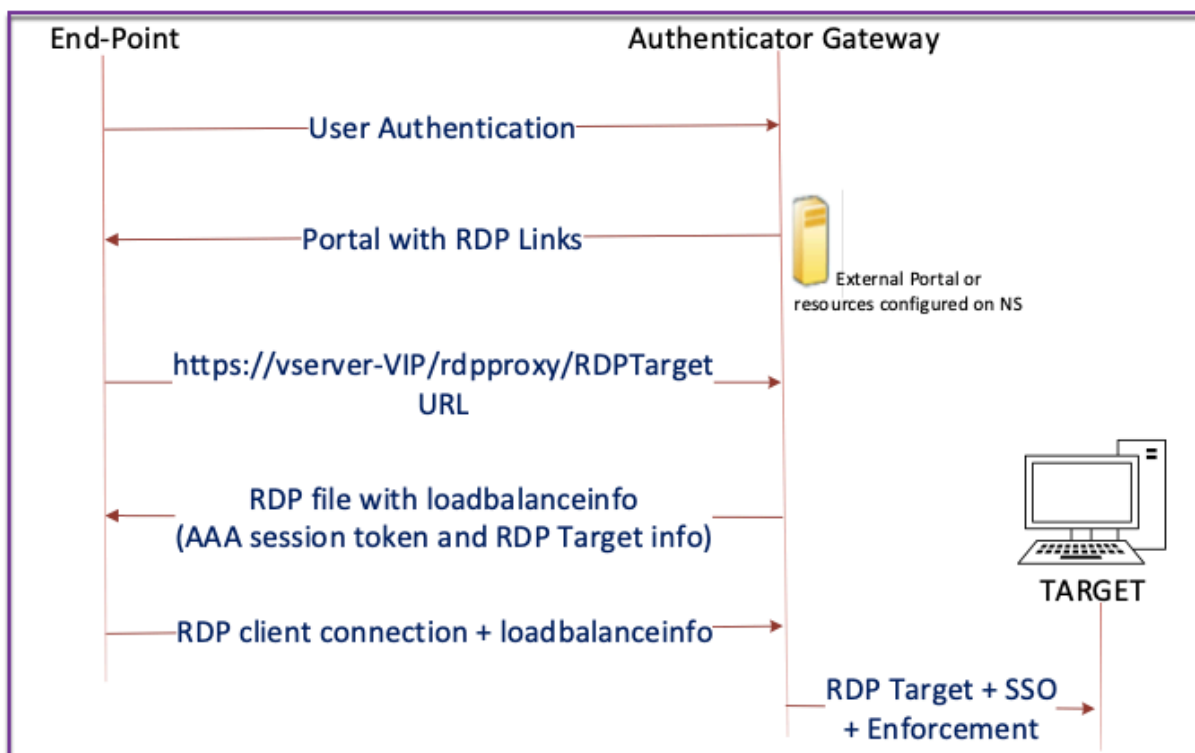 End-Point
Authenticator Gateway
User Authentication
Portal with RDP Links
External Portal or
resources configured on NS
https://vserver-VIP/rdpproxy/RDPTarget
URL
RDP file with loadbalanceinfo
(AAA session token and RDP Target info)
TARGET
RDP client connection + loadbalanceinfo
RDP Target + SSO
+ Enforcement